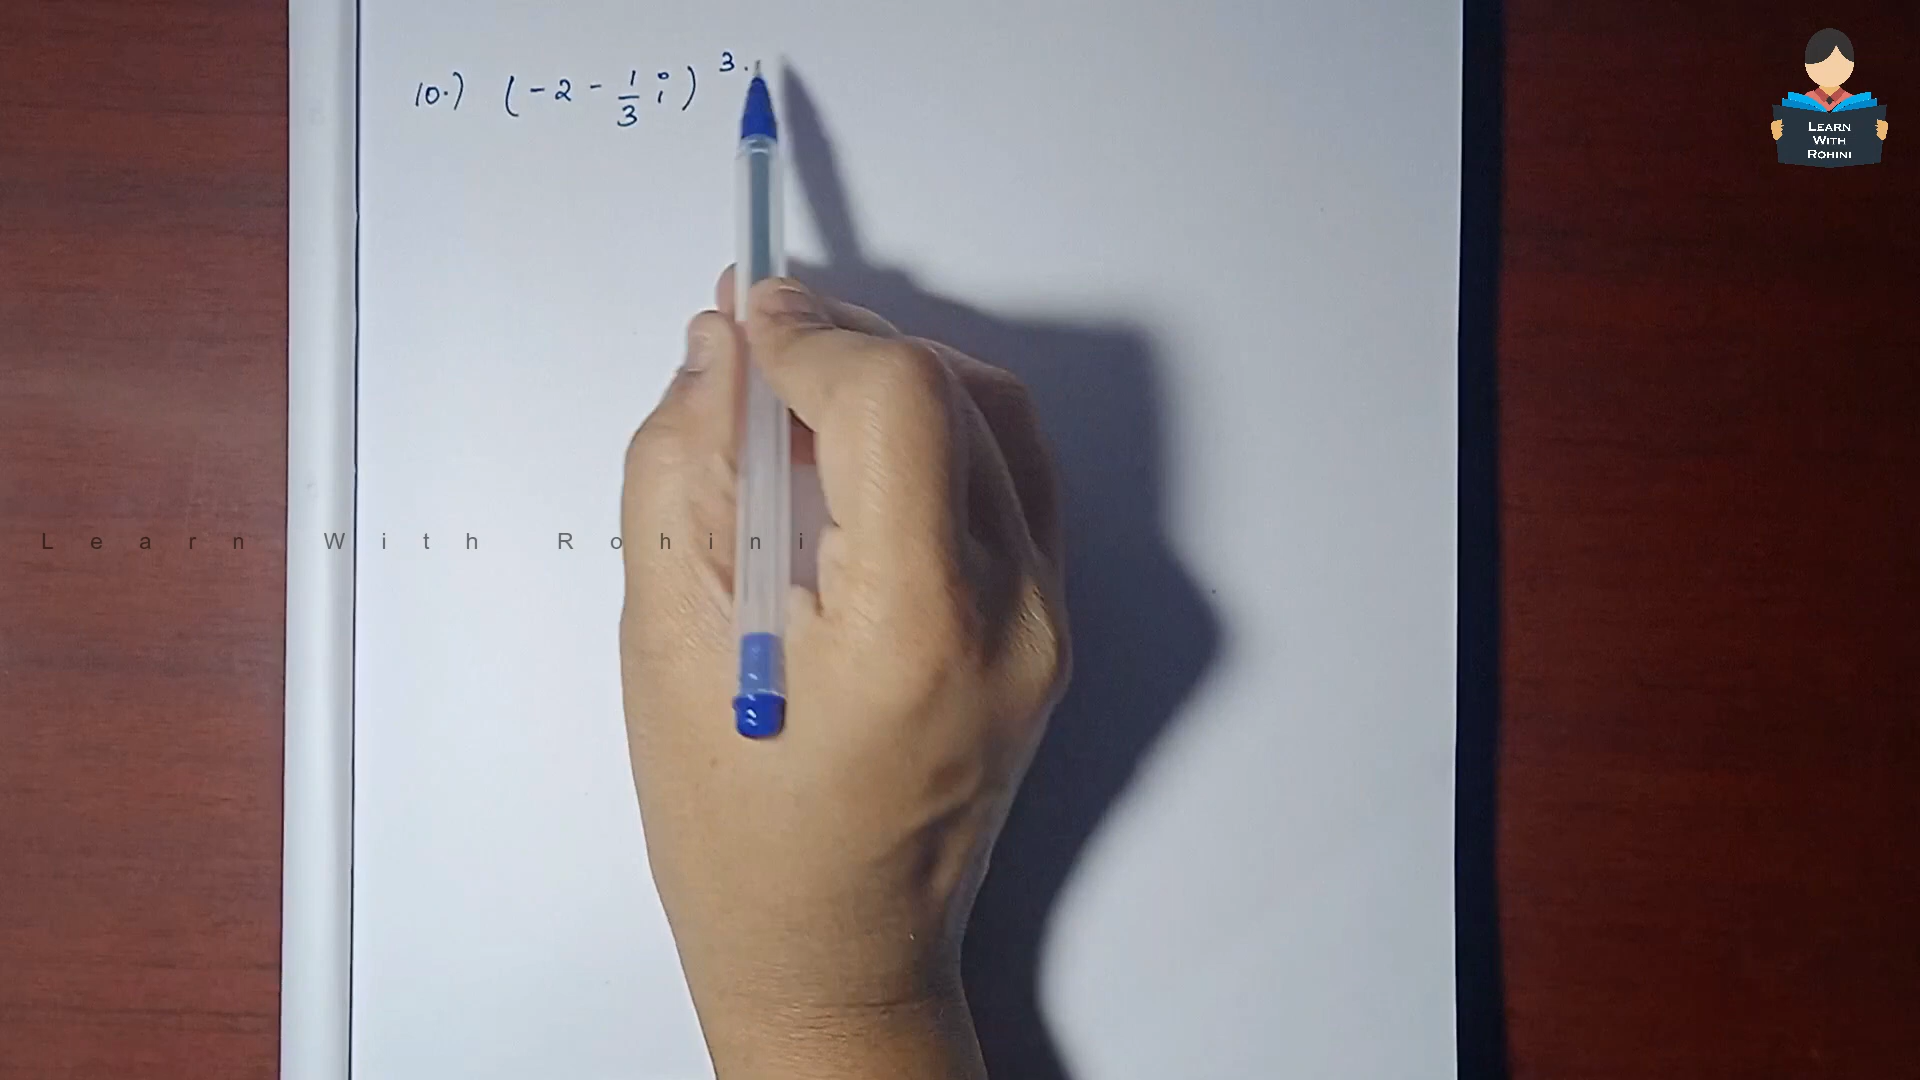 10.) (-2 - 1/3 i)^3.
LEARN
WITH
ROHINI
Learn With Rohini